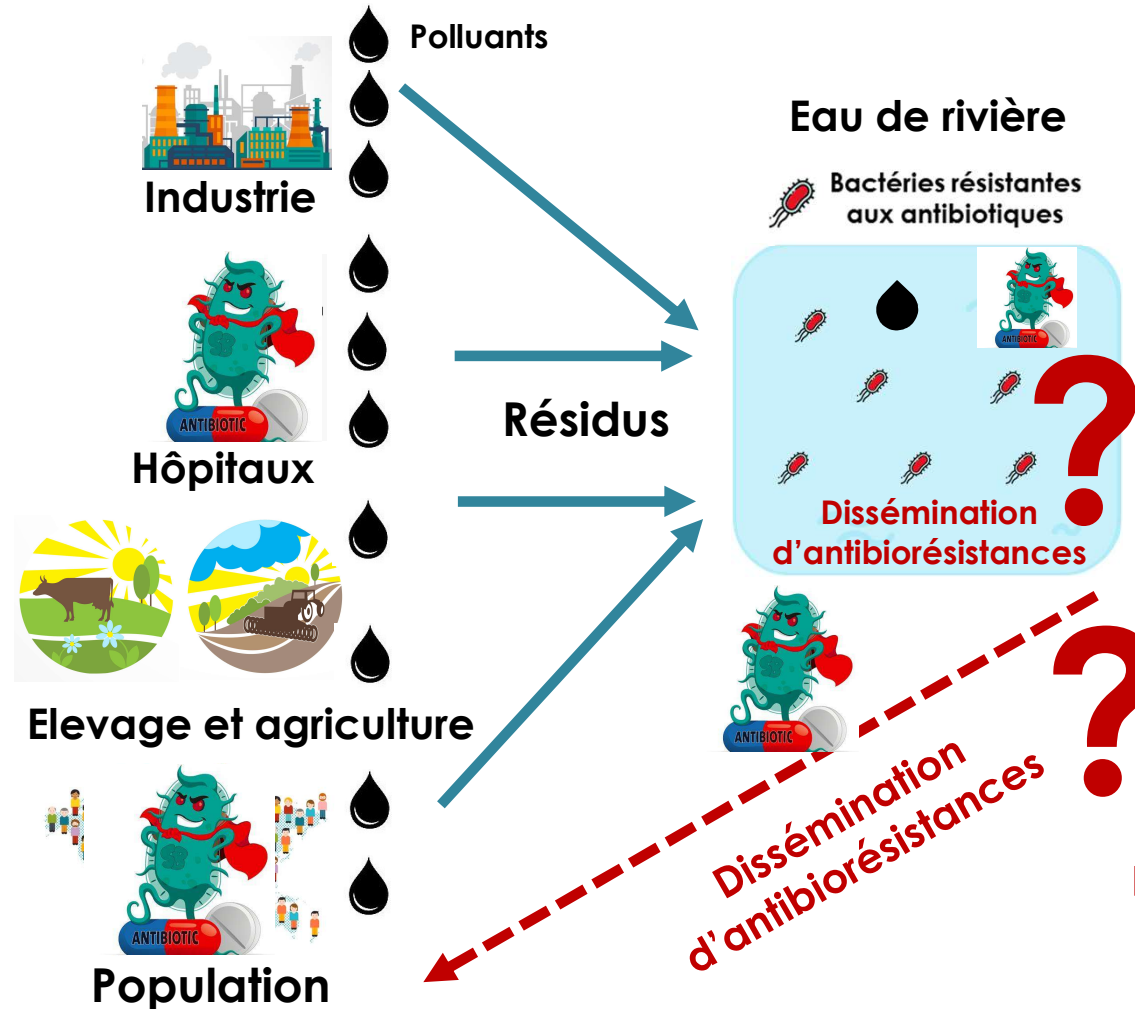 Polluants
Industrie
ANTIBIOTIC
Hôpitaux
Elevage et agriculture
ANTIBIOTIC
Population
Résidus
Eau de rivière
Bactéries résistantes
aux antibiotiques
ANTIBIOTIC
?
Dissémination
d'antibiorésistances
ANTIBIOTIC
?
Dissémination
d'antibiorésistances